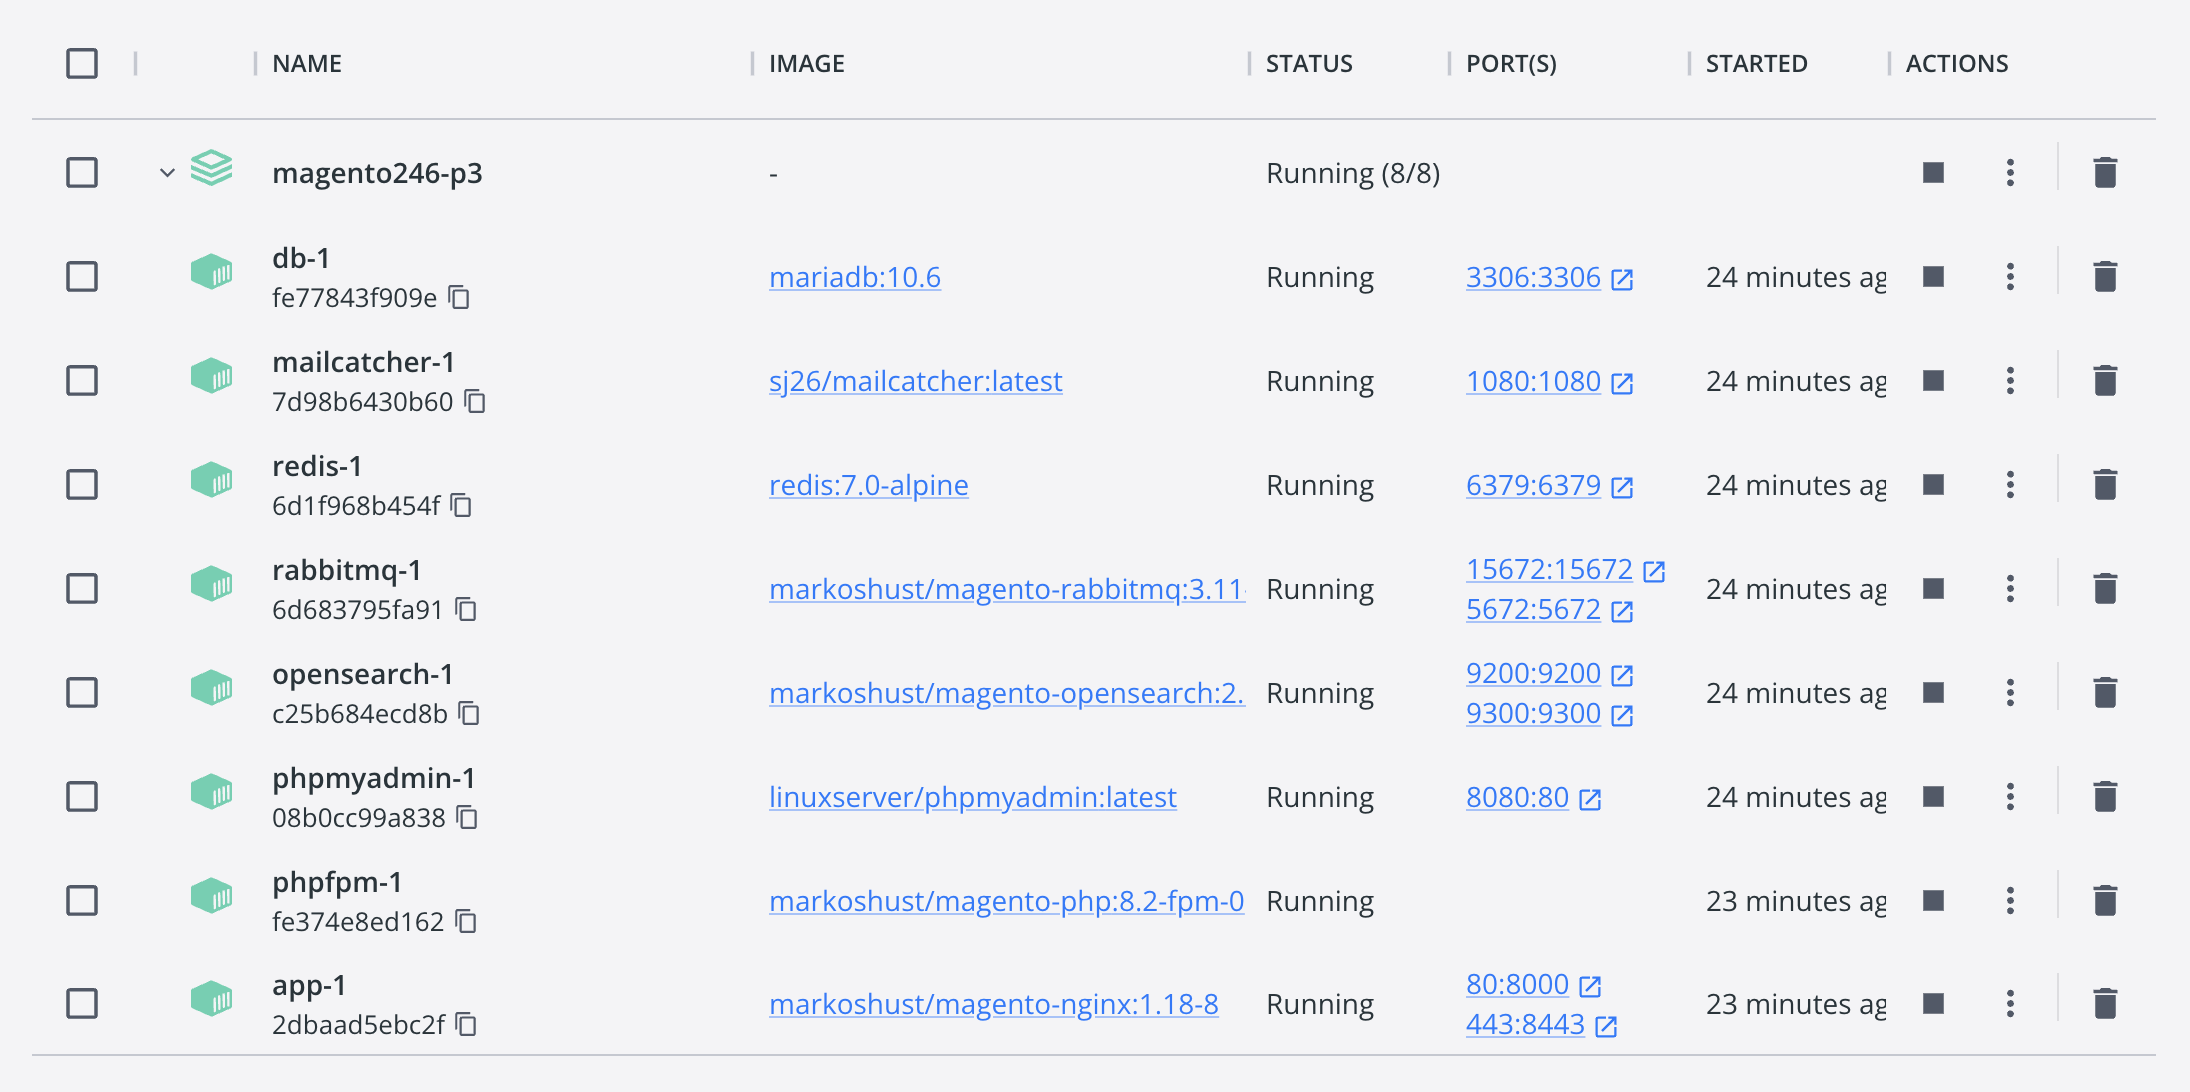 NAME IMAGE STATUS PORT(S) STARTED ACTIONS
magento246-p3 - Running (8/8)
db-1
fe77843f909e mariadb:10.6 Running 3306:3306 24 minutes ag
mailcatcher-1
7d98b6430b60 sj26/mailcatcher:latest Running 1080:1080 24 minutes ag
redis-1
6d1f968b454f redis:7.0-alpine Running 6379:6379 24 minutes ag
rabbitmq-1 15672:15672
6d683795fa91 markoshust/magento-rabbitmq:3.11- Running 5672:5672 24 minutes ag
opensearch-1 9200:9200
c25b684ecd8b markoshust/magento-opensearch:2. Running 9300:9300 24 minutes ag
phpmyadmin-1
08b0cc99a838 linuxserver/phpmyadmin:latest Running 8080:80 24 minutes ag
phpfpm-1
fe374e8ed162 markoshust/magento-php:8.2-fpm-0 Running 23 minutes ag
app-1 80:8000
2dbaad5ebc2f markoshust/magento-nginx:1.18-8 Running 443:8443 23 minutes ag